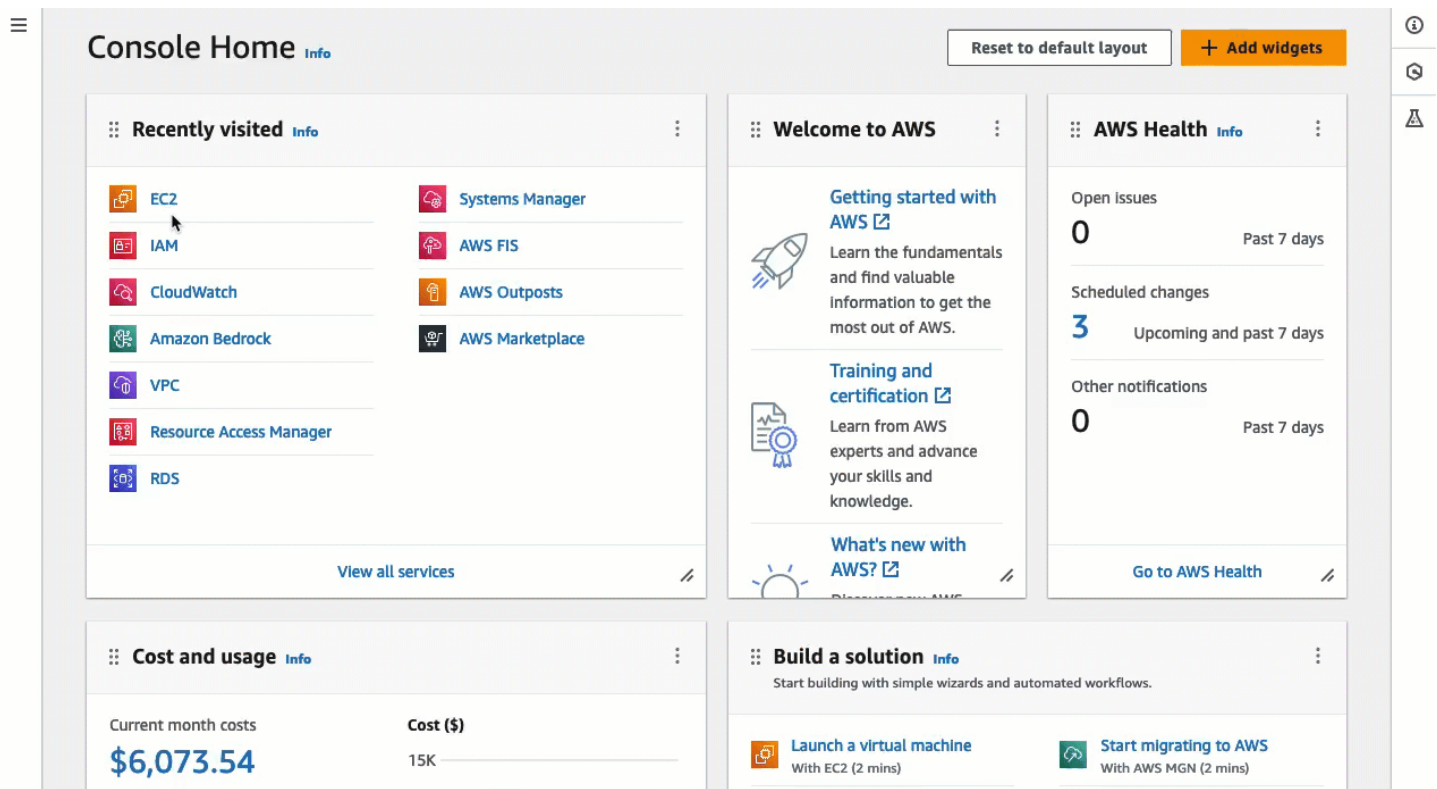 Console Home Info
Reset to default layout
+ Add widgets
Recently visited Info
EC2
IAM
CloudWatch
Amazon Bedrock
VPC
Resource Access Manager
RDS
Systems Manager
AWS FIS
AWS Outposts
AWS Marketplace
View all services
Welcome to AWS
Getting started with
AWS
Learn the fundamentals
and find valuable
information to get the
most out of AWS.
Training and
certification
Learn from AWS
experts and advance
your skills and
knowledge.
What's new with
AWS?
AWS Health Info
Open issues
0
Past 7 days
Scheduled changes
3
Upcoming and past 7 days
Other notifications
0
Past 7 days
Go to AWS Health
Cost and usage Info
Current month costs
$6,073.54
Cost ($)
15K
Build a solution Info
Start building with simple wizards and automated workflows.
Launch a virtual machine
With EC2 (2 mins)
Start migrating to AWS
With AWS MGN (2 mins)